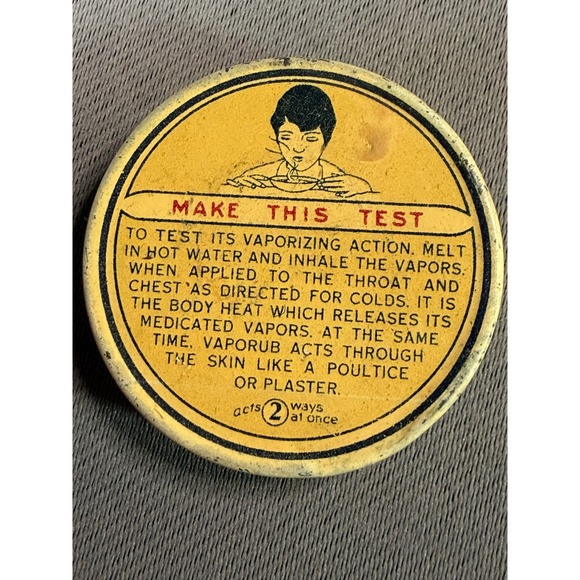 MAKE THIS TEST
TO TEST ITS VAPORIZING ACTION, MELT
IN HOT WATER AND INHALE THE VAPORS.
WHEN APPLIED TO THE THROAT AND
CHEST 'AS DIRECTED FOR COLDS, IT IS
THE BODY HEAT WHICH RELEASES ITS
MEDICATED VAPORS. AT THE SAME
TIME, VAPORUB ACTS THROUGH
THE SKIN LIKE A POULTICE
OR PLASTER.
acts 2 ways
at once